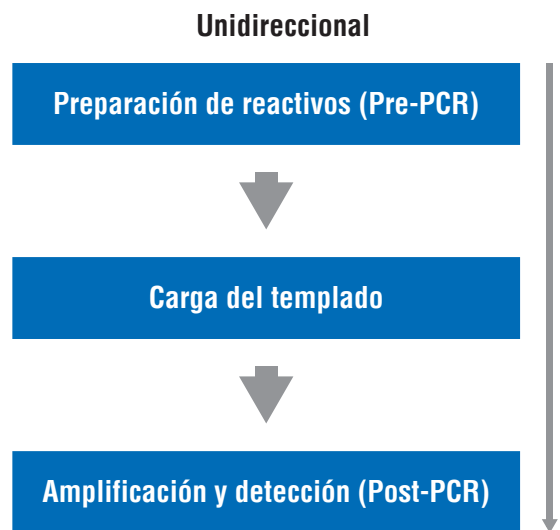 Unidireccional
Preparación de reactivos (Pre-PCR)
Carga del templado
Amplificación y detección (Post-PCR)